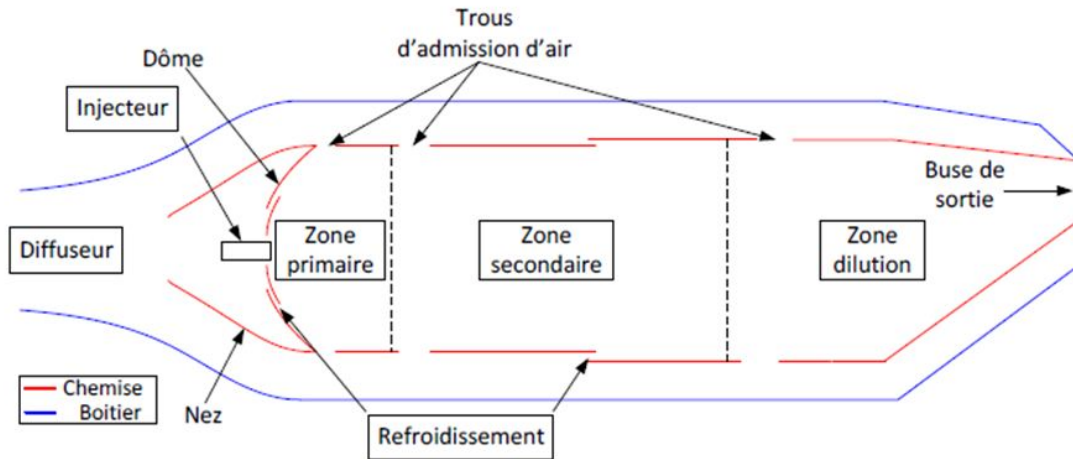 Trous
d'admission d'air
Dôme
Injecteur
Buse de
sortie
Diffuseur
Zone
primaire
Zone
secondaire
Zone
dilution
Chemise
Boitier
Nez
Refroidissement